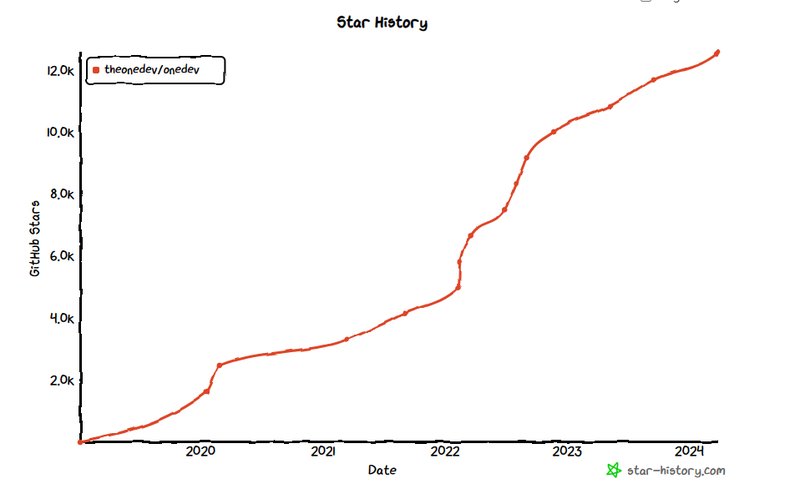 Star History
theonedev/onedev
12.0k
10.0k
8.0k
6.0k
4.0k
2.0k
GitHub Stars
2020 2021 2022 2023 2024
Date
star-history.com